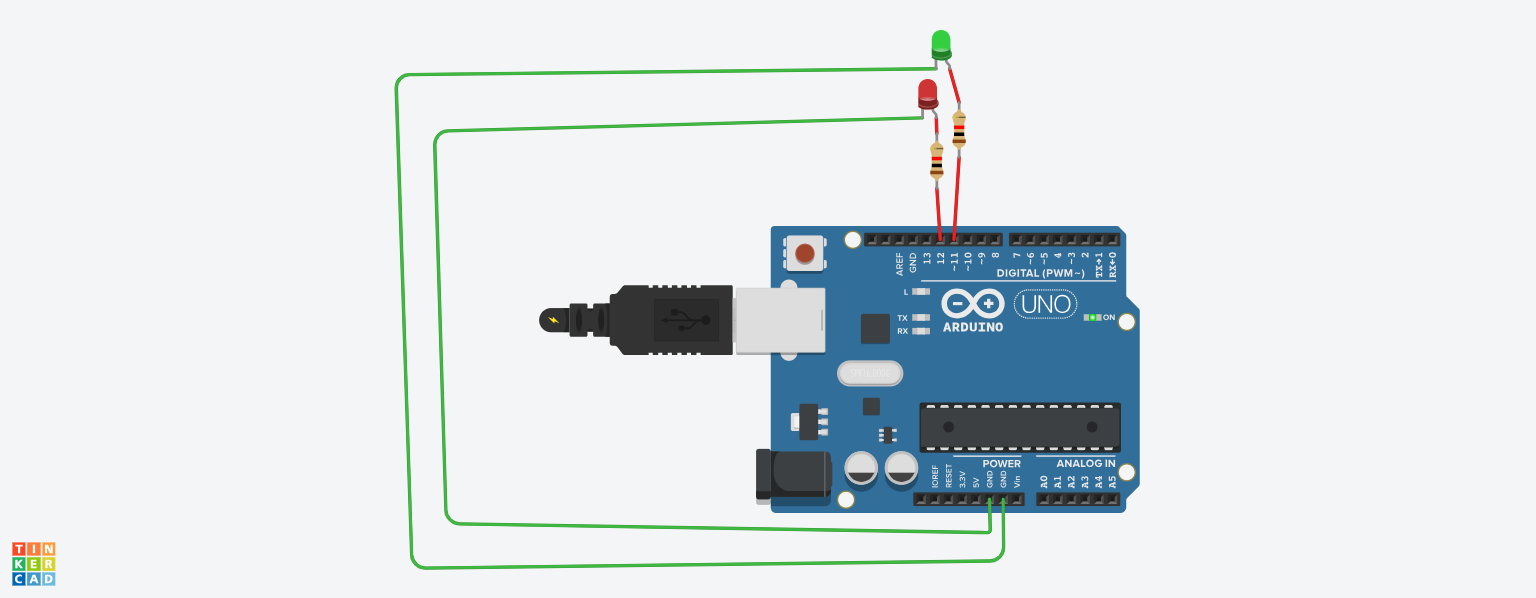 AREF
GND
13
12
~11
~10
~9
8
7
~6
~5
4
~3
2
TX→1
RX←0
DIGITAL (PWM~)
L
TX
RX
UNO
ON
ARDUINO
POWER
ANALOG IN
IOREF
RESET
3.3V
5V
GND
GND
Vin
A0
A1
A2
A3
A4
A5
TIN
KER
CAD